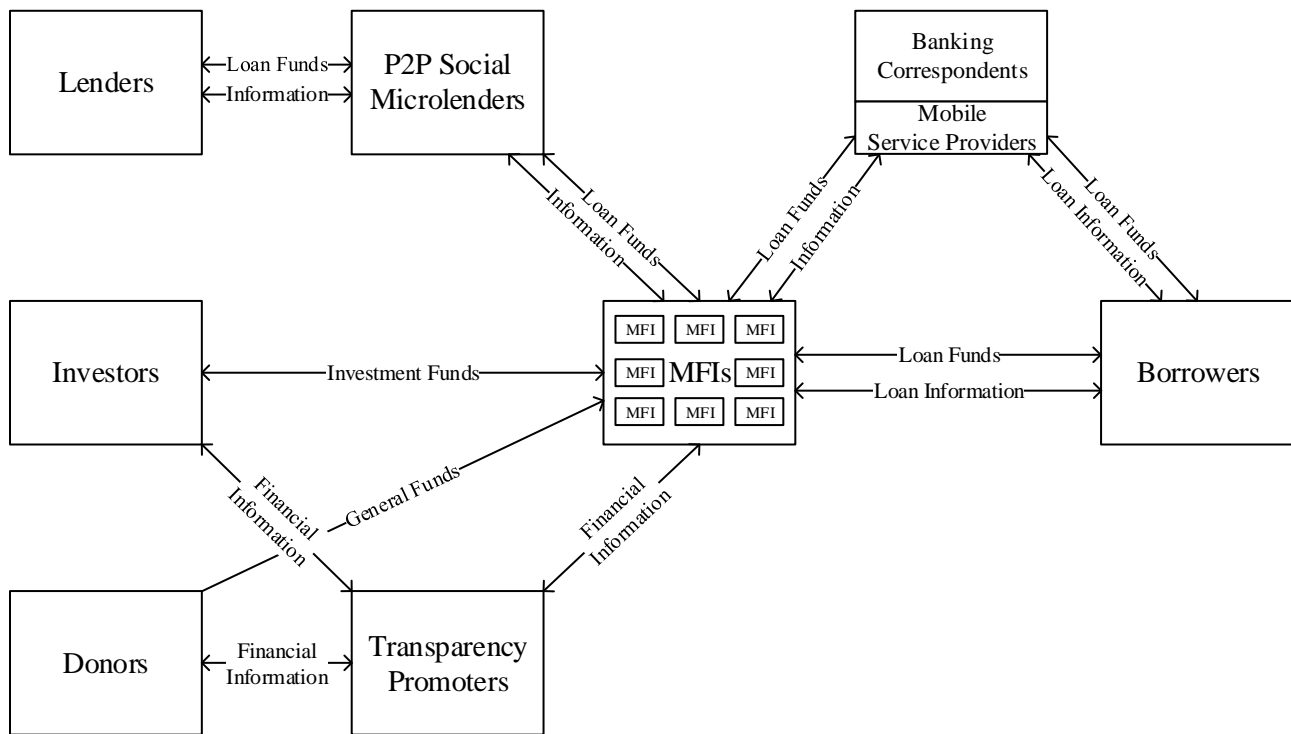 Lenders
Loan Funds
Information
P2P Social
Microlenders
Banking
Correspondents
Mobile
Service Providers
Loan Funds
Information
Loan Funds
Information
Loan Funds
Loan Information
Investors
Investment Funds
MFI MFI MFI
MFI MFIs MFI
MFI MFI MFI
Loan Funds
Loan Information
Borrowers
General Funds
Financial
Information
Financial
Information
Donors
Financial
Information
Transparency
Promoters